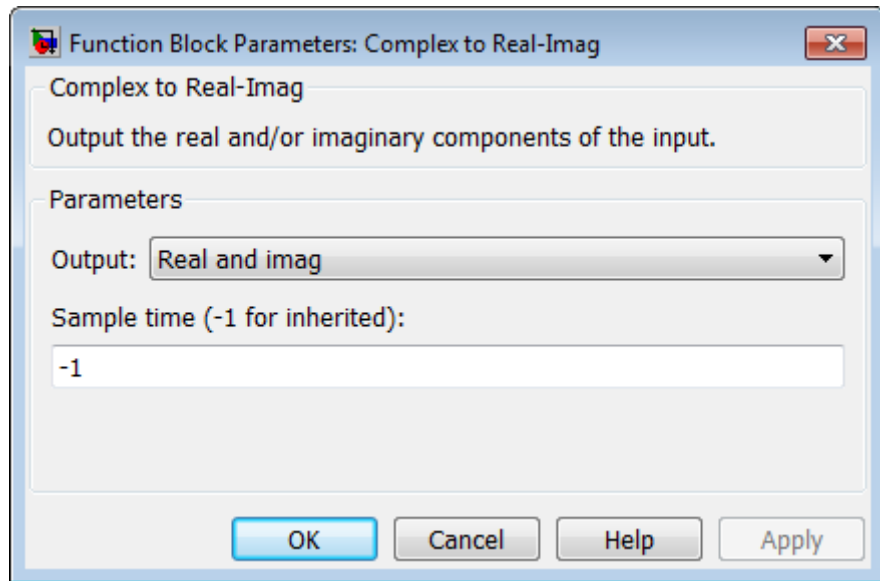 Function Block Parameters: Complex to Real-Imag
Complex to Real-Imag
Output the real and/or imaginary components of the input.
Parameters
Output: Real and imag
Sample time (-1 for inherited):
-1
OK Cancel Help Apply